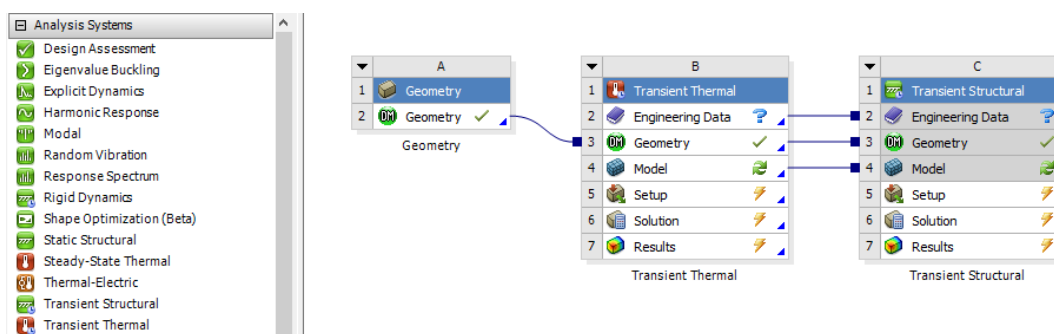 Analysis Systems
Design Assessment
Eigenvalue Buckling
Explicit Dynamics
Harmonic Response
Modal
Random Vibration
Response Spectrum
Rigid Dynamics
Shape Optimization (Beta)
Static Structural
Steady-State Thermal
Thermal-Electric
Transient Structural
Transient Thermal
A
1 Geometry
2 DM Geometry
Geometry
B
1 Transient Thermal
2 Engineering Data ?
3 DM Geometry
4 Model
5 Setup
6 Solution
7 Results
Transient Thermal
C
1 Transient Structural
2 Engineering Data ?
3 DM Geometry
4 Model
5 Setup
6 Solution
7 Results
Transient Structural